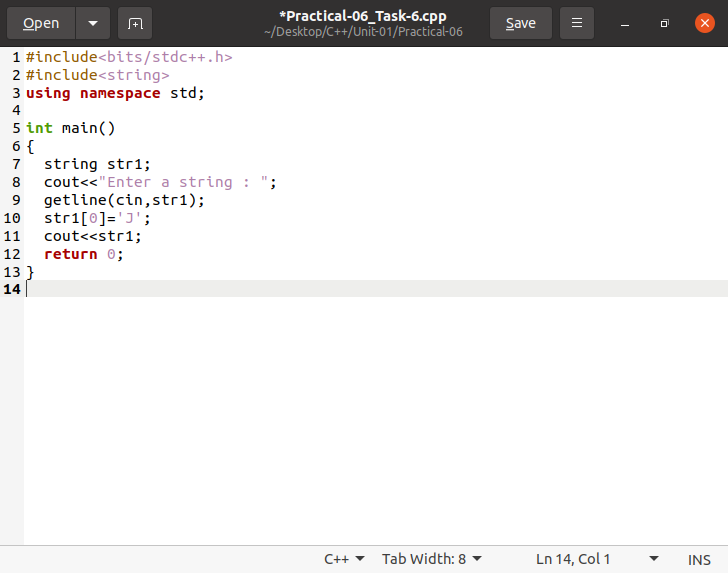 Open
*Practical-06_Task-6.cpp
~/Desktop/C++/Unit-01/Practical-06
Save
1 #include<bits/stdc++.h>
2 #include<string>
3 using namespace std;
4
5 int main()
6 {
7   string str1;
8   cout<<"Enter a string : ";
9   getline(cin,str1);
10   str1[0]='J';
11   cout<<str1;
12   return 0;
13 }
14
C++ Tab Width: 8 Ln 14, Col 1 INS